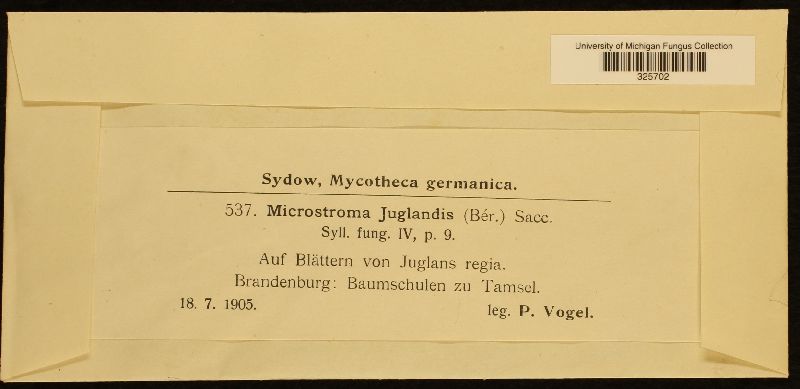 University of Michigan Fungus Collection
325702
Sydow, Mycotheca germanica.
537. Microstroma Juglandis (Bér.) Sacc.
Syll. fung. IV, p. 9.
Auf Blättern von Juglans regia.
Brandenburg: Baumschulen zu Tamsel.
18. 7. 1905. leg. P. Vogel.